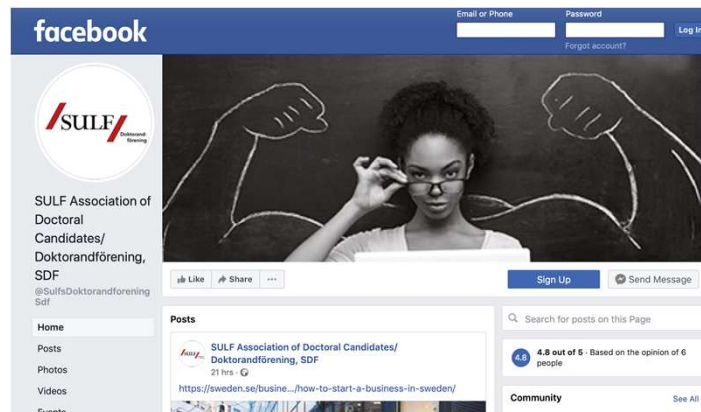 facebook
Email or Phone
Password
Log In
Forgot account?
SULF
Doktorand-
förening
SULF Association of
Doctoral
Candidates/
Doktorandförening,
SDF
@SulfsDoktorandforening
Sdf
Home
Posts
Photos
Videos
Events
Like
Share
Sign Up
Send Message
Posts
SULF Association of Doctoral Candidates/
Doktorandförening, SDF
21 hrs ·
https://sweden.se/busine.../how-to-start-a-business-in-sweden/
Search for posts on this Page
4.8
4.8 out of 5 · Based on the opinion of 6
people
Community
See All